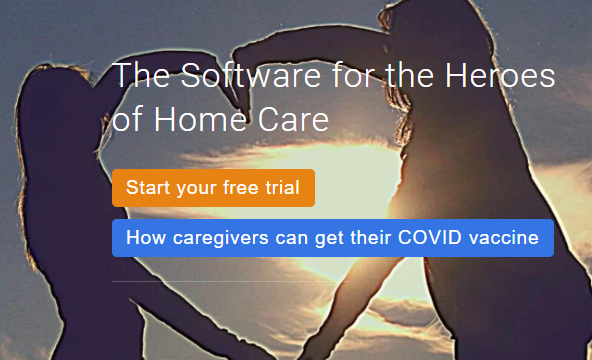 The Software for the Heroes
of Home Care
Start your free trial
How caregivers can get their COVID vaccine